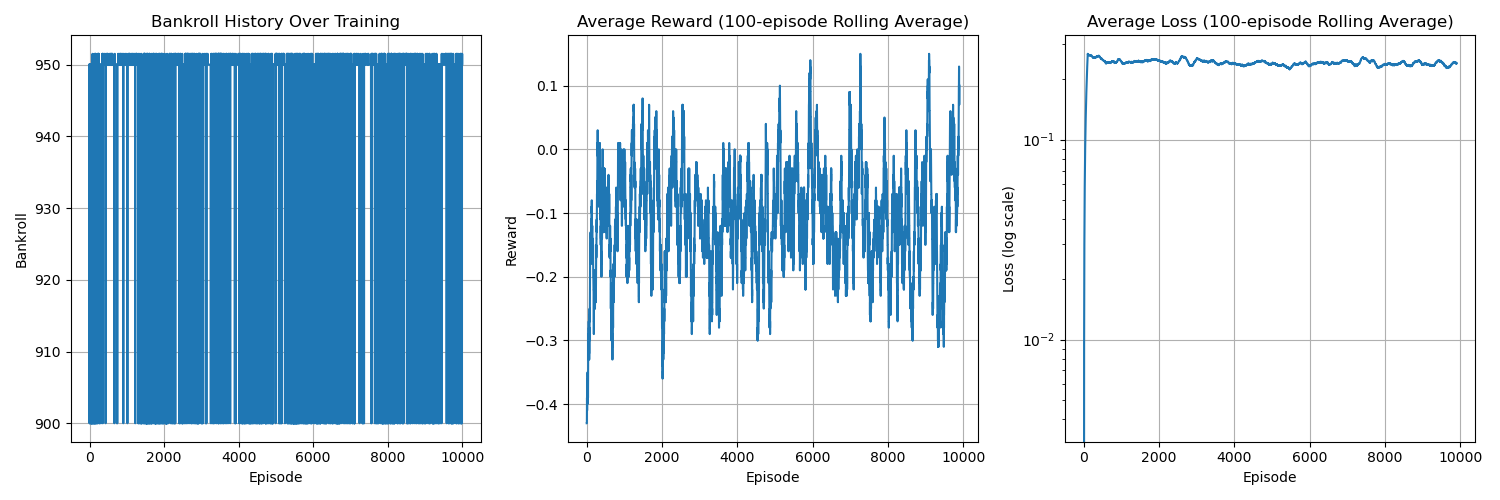 Bankroll History Over Training
Average Reward (100-episode Rolling Average)
Average Loss (100-episode Rolling Average)
Bankroll
950
940
930
920
910
900
0 2000 4000 6000 8000 10000
Episode
Reward
0.1
0.0
−0.1
−0.2
−0.3
−0.4
0 2000 4000 6000 8000 10000
Episode
Loss (log scale)
10⁻¹
10⁻²
0 2000 4000 6000 8000 10000
Episode